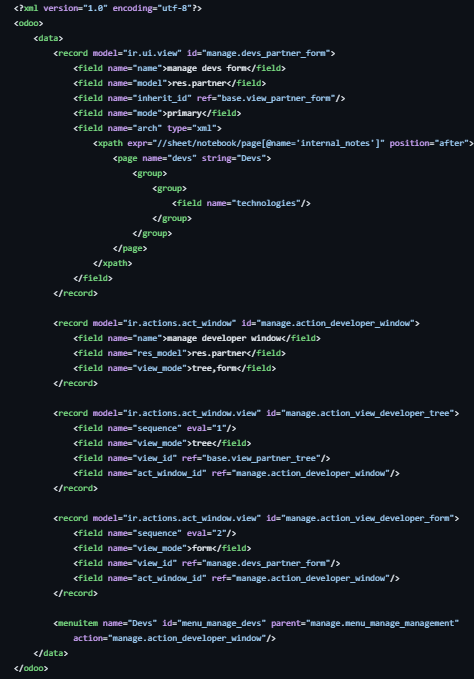 <?xml version="1.0" encoding="utf-8"?>
<odoo>
    <data>
        <record model="ir.ui.view" id="manage.devs_partner_form">
            <field name="name">manage devs form</field>
            <field name="model">res.partner</field>
            <field name="inherit_id" ref="base.view_partner_form"/>
            <field name="mode">primary</field>
            <field name="arch" type="xml">
                <xpath expr="//sheet/notebook/page[@name='internal_notes']" position="after">
                    <page name="devs" string="Devs">
                        <group>
                            <group>
                                <field name="technologies"/>
                            </group>
                        </group>
                    </page>
                </xpath>
            </field>
        </record>

        <record model="ir.actions.act_window" id="manage.action_developer_window">
            <field name="name">manage developer window</field>
            <field name="res_model">res.partner</field>
            <field name="view_mode">tree,form</field>
        </record>

        <record model="ir.actions.act_window.view" id="manage.action_view_developer_tree">
            <field name="sequence" eval="1"/>
            <field name="view_mode">tree</field>
            <field name="view_id" ref="base.view_partner_tree"/>
            <field name="act_window_id" ref="manage.action_developer_window"/>
        </record>

        <record model="ir.actions.act_window.view" id="manage.action_view_developer_form">
            <field name="sequence" eval="2"/>
            <field name="view_mode">form</field>
            <field name="view_id" ref="manage.devs_partner_form"/>
            <field name="act_window_id" ref="manage.action_developer_window"/>
        </record>

        <menuitem name="Devs" id="menu_manage_devs" parent="manage.menu_manage_management"
            action="manage.action_developer_window"/>
    </data>
</odoo>